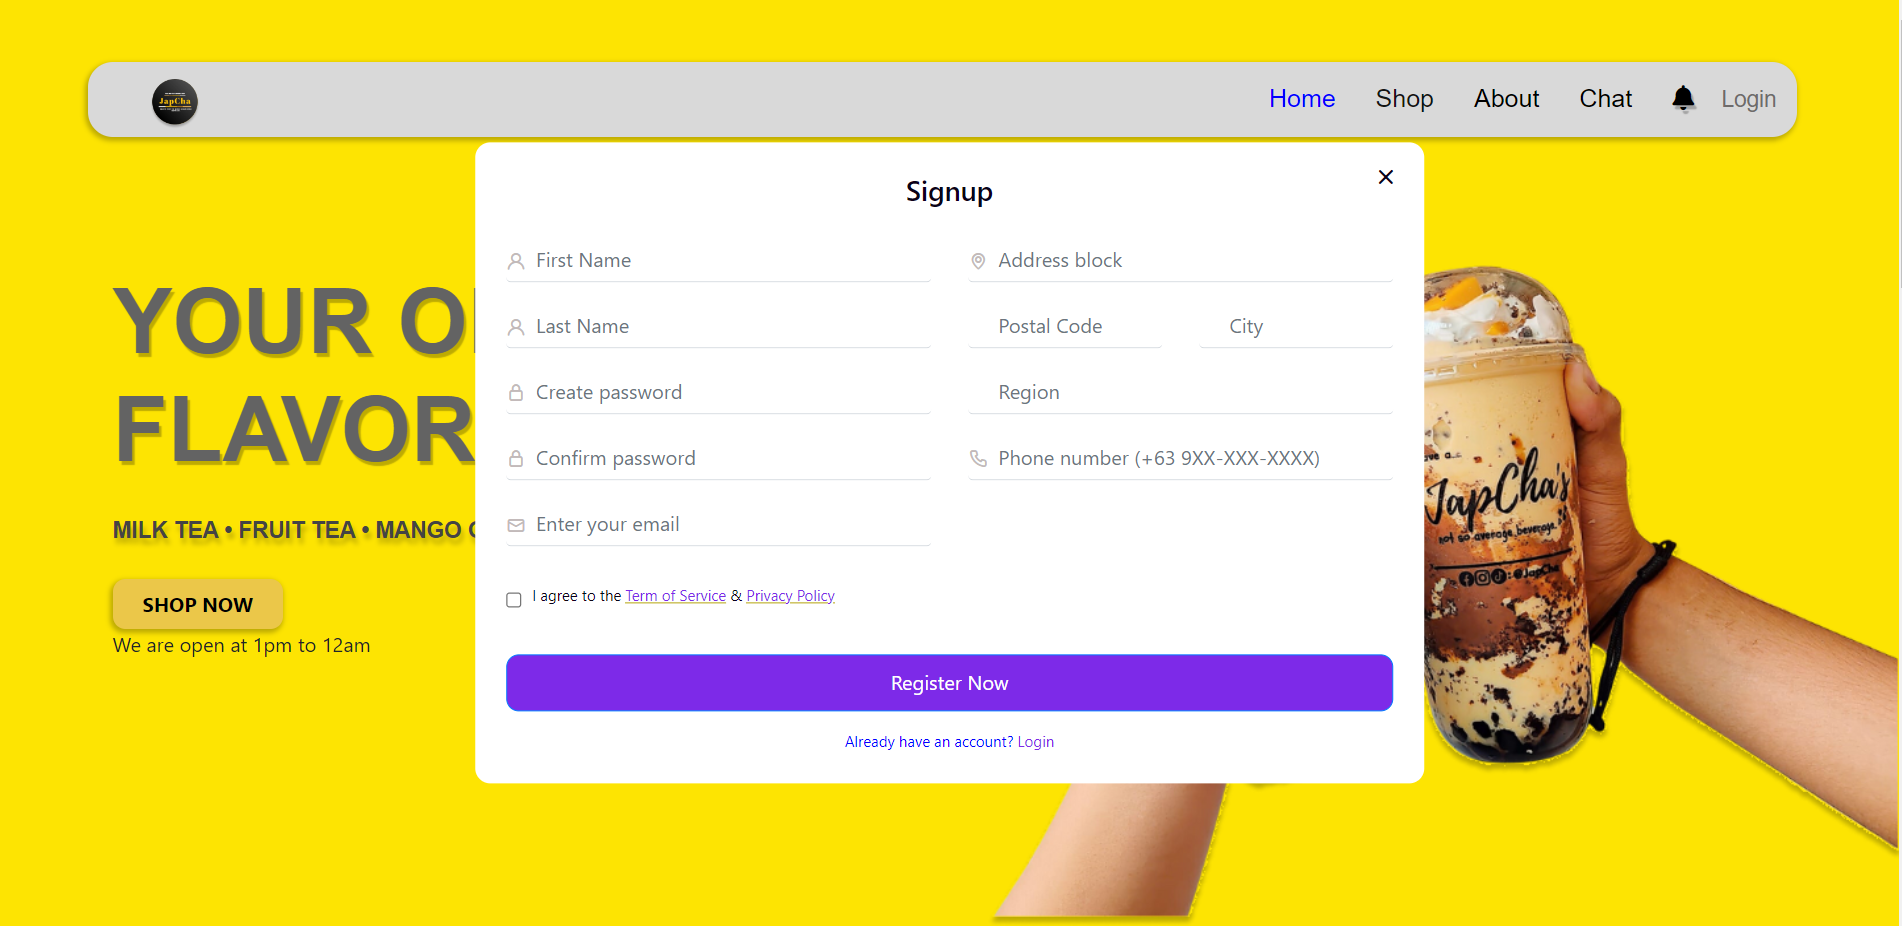 JapCha
Home Shop About Chat Login
Signup
First Name
Last Name
Create password
Confirm password
Enter your email
Address block
Postal Code City
Region
Phone number (+63 9XX-XXX-XXXX)
I agree to the Term of Service & Privacy Policy
Register Now
Already have an account? Login
YOUR
FLAVOR
MILK TEA • FRUIT TEA • MANGO
SHOP NOW
We are open at 1pm to 12am
JapCha's
not so average beverage.
: @JapCha